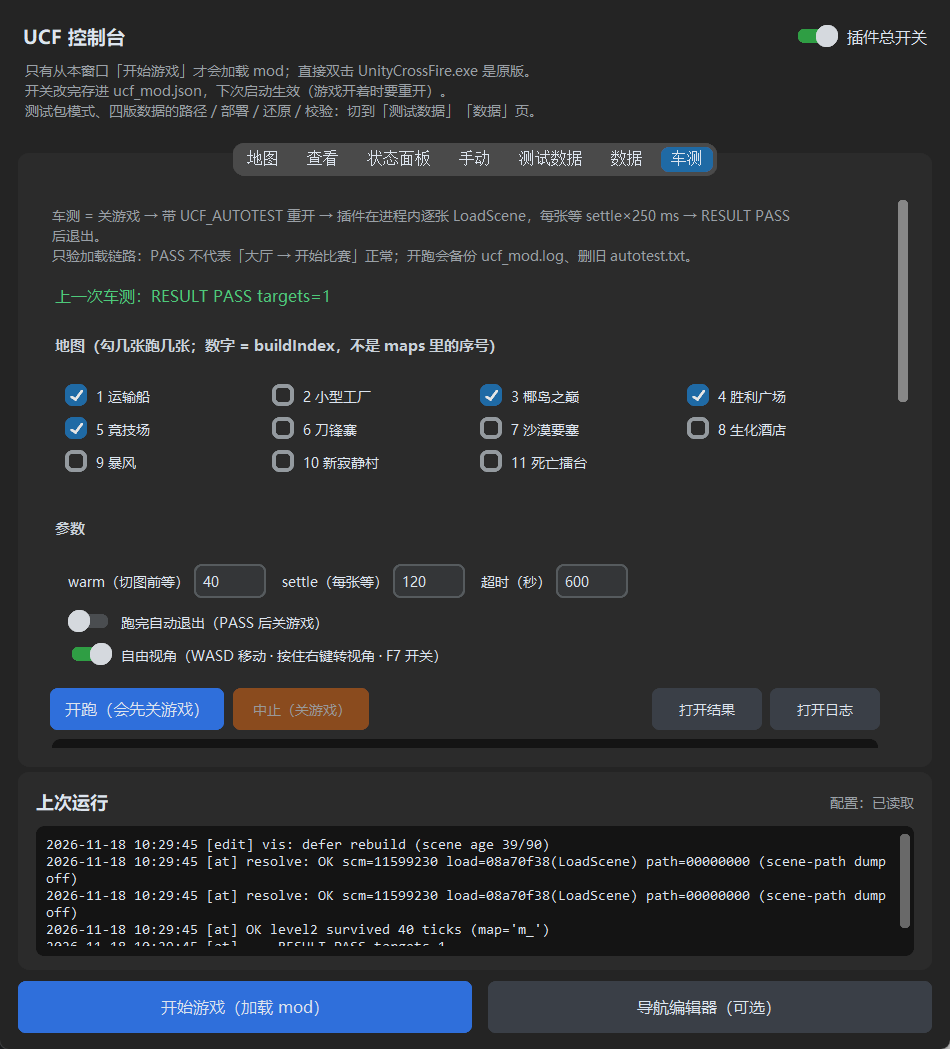 UCF 控制台
插件总开关
只有从本窗口「开始游戏」才会加载 mod；直接双击 UnityCrossFire.exe 是原版。
开关改完存进 ucf_mod.json，下次启动生效（游戏开着时要重开）。
测试包模式、四版数据的路径 / 部署 / 还原 / 校验：切到「测试数据」「数据」页。
地图 查看 状态面板 手动 测试数据 数据 车测
车测 = 关游戏 → 带 UCF_AUTOTEST 重开 → 插件在进程内逐张 LoadScene，每张等 settle×250 ms → RESULT PASS
后退出。
只验加载链路：PASS 不代表「大厅 → 开始比赛」正常；开跑会备份 ucf_mod.log、删旧 autotest.txt。
上一次车测：RESULT PASS targets=1
地图（勾几张跑几张；数字 = buildIndex，不是 maps 里的序号）
1 运输船 2 小型工厂 3 椰岛之巅 4 胜利广场
5 竞技场 6 刀锋寨 7 沙漠要塞 8 生化酒店
9 暴风 10 新寂静村 11 死亡擂台
参数
warm（切图前等） 40 settle（每张等） 120 超时（秒） 600
跑完自动退出（PASS 后关游戏）
自由视角（WASD 移动 · 按住右键转视角 · F7 开关）
开跑（会先关游戏） 中止（关游戏） 打开结果 打开日志
上次运行
配置：已读取
2026-11-18 10:29:45 [edit] vis: defer rebuild (scene age 39/90)
2026-11-18 10:29:45 [at] resolve: OK scm=11599230 load=08a70f38(LoadScene) path=00000000 (scene-path dump
off)
2026-11-18 10:29:45 [at] resolve: OK scm=11599230 load=08a70f38(LoadScene) path=00000000 (scene-path dump
off)
2026-11-18 10:29:45 [at] OK level2 survived 40 ticks (map='m_')
2026-11-18 10:29:45 [at] RESULT PASS targets=1
开始游戏（加载 mod） 导航编辑器（可选）